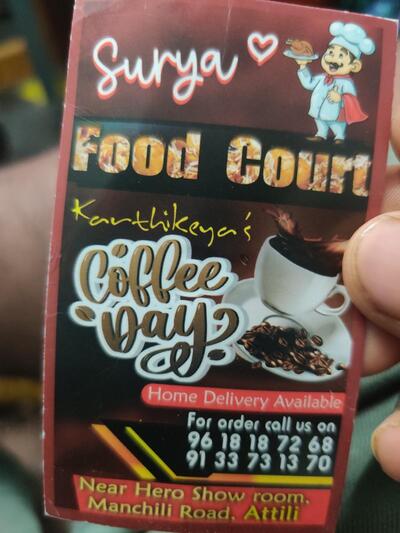 Surya
Food Court
Karthikeya's
Coffee
Day
Home Delivery Available
For order call us on
96 18 18 72 68
91 33 73 13 70
Near Hero Show room,
Manchili Road, Attili